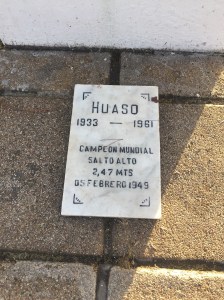 HUASO
1933 — 1961
CAMPEON MUNDIAL
SALTO ALTO
2,47 MTS
05 FEBRERO 1949